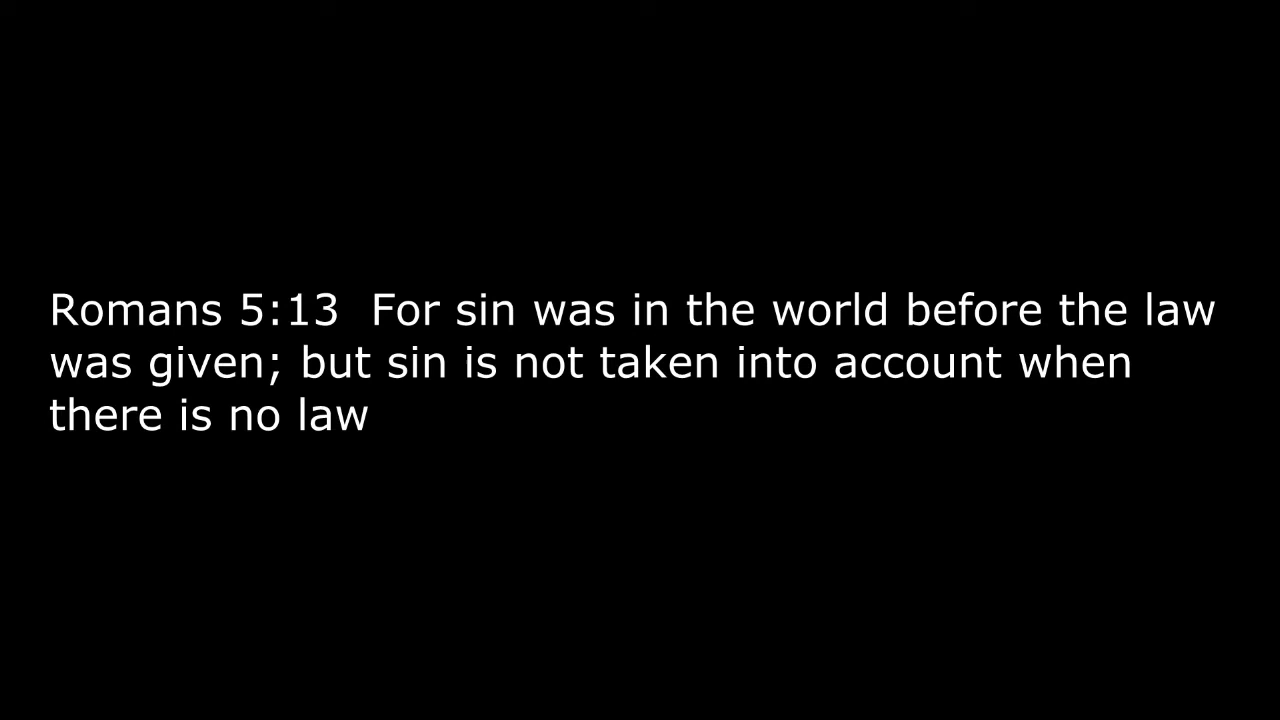 Romans 5:13  For sin was in the world before the law
was given; but sin is not taken into account when
there is no law